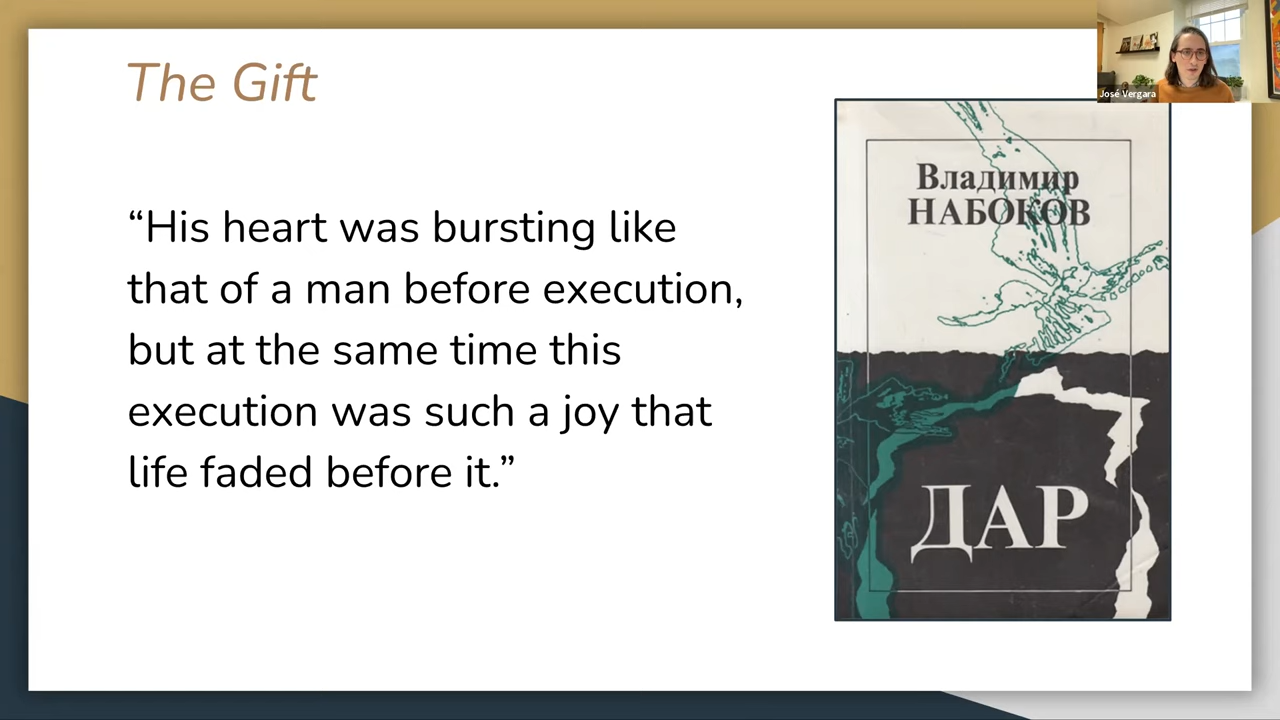 The Gift
José Vergara
“His heart was bursting like
that of a man before execution,
but at the same time this
execution was such a joy that
life faded before it.”
Владимир
НАБОКОВ
ДАР